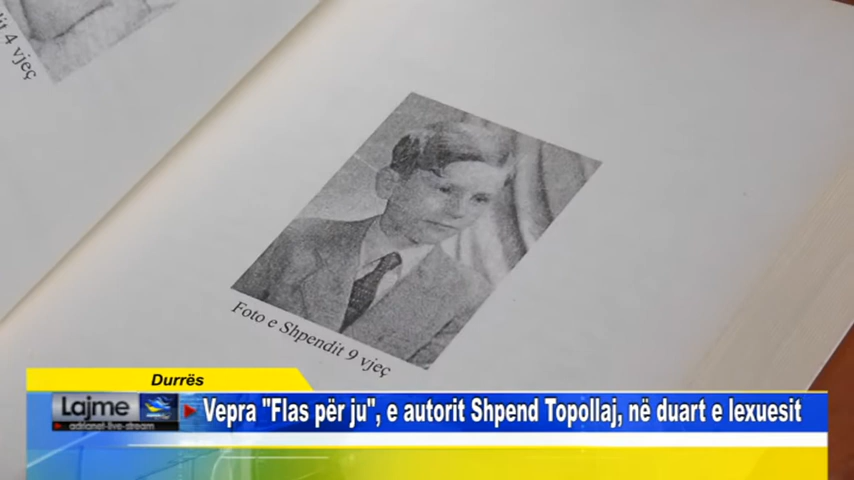 dit 4 vjeç
Foto e Shpendit 9 vjeç
Durrës
Lajme
adrianet-live-stream
Vepra "Flas për ju", e autorit Shpend Topollaj, në duart e lexuesit